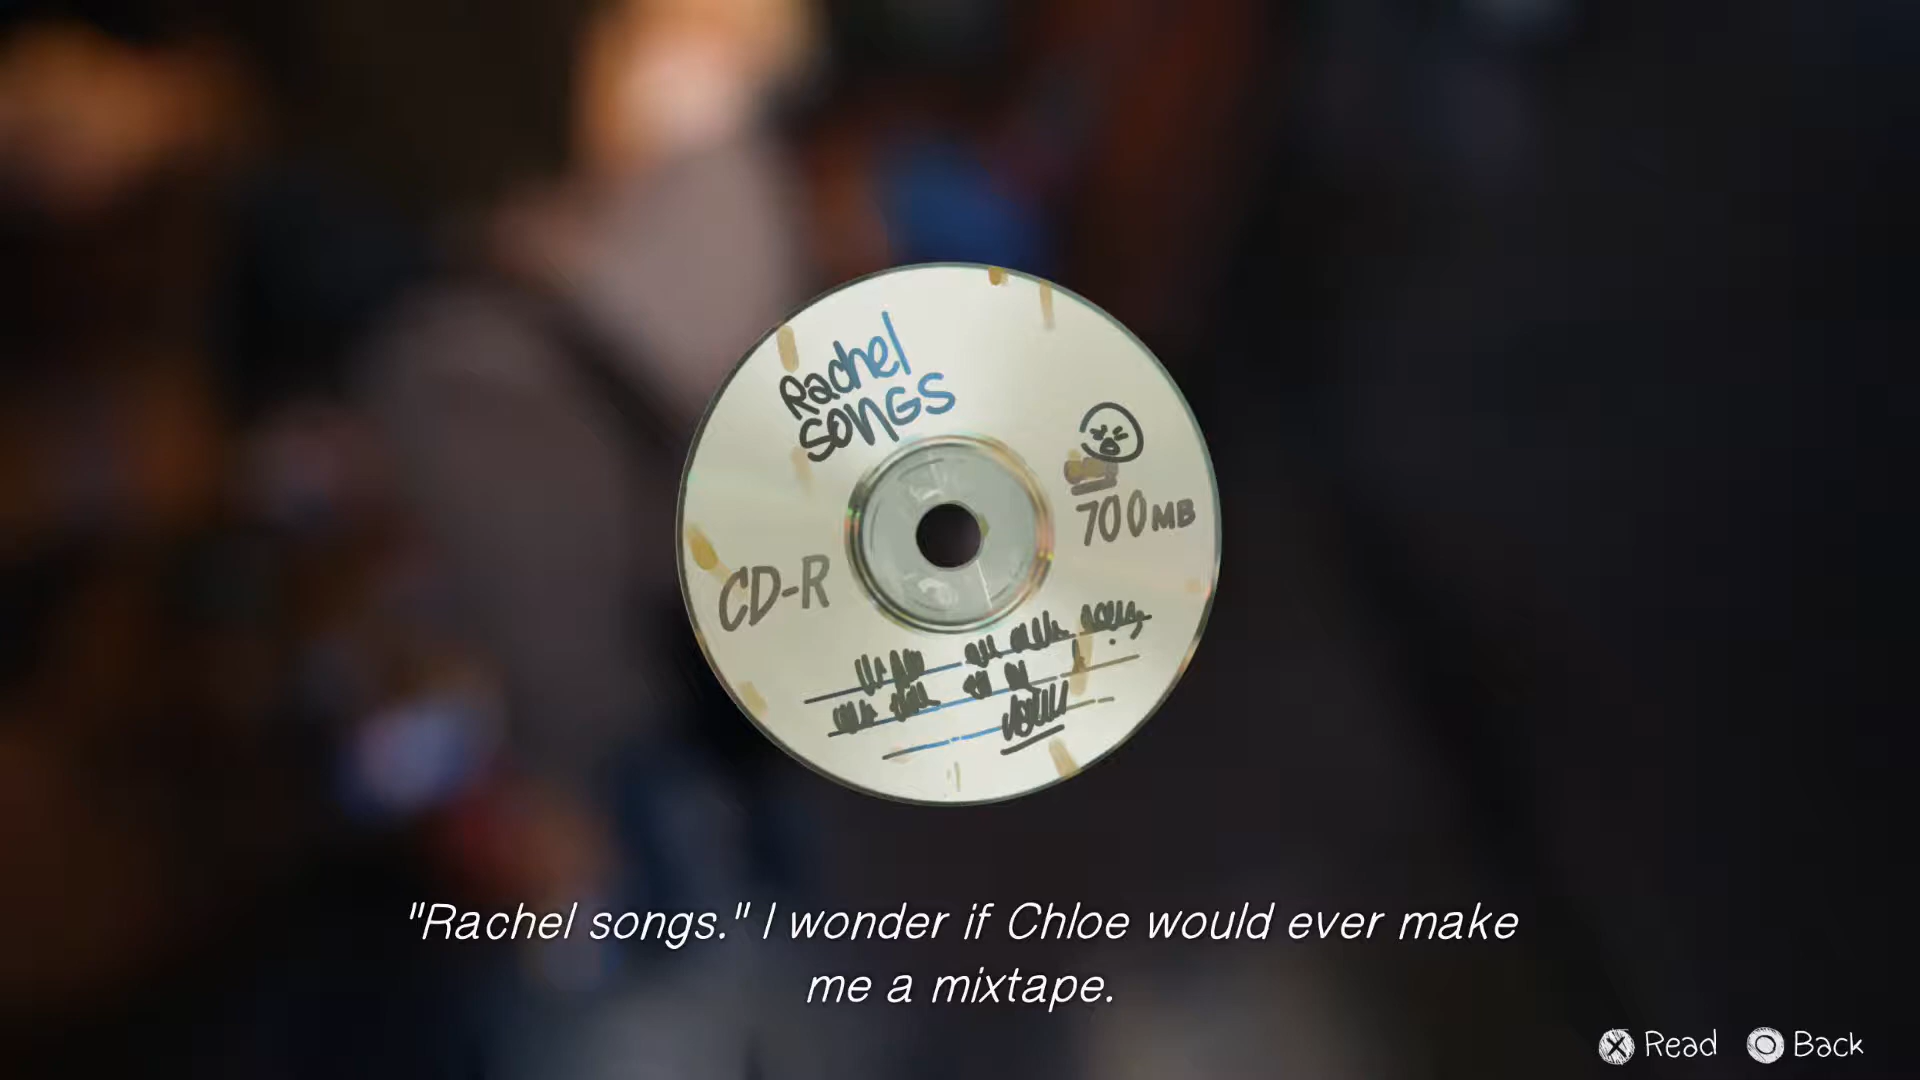 Rachel
SONGS
700MB
CD-R
"Rachel songs." I wonder if Chloe would ever make
me a mixtape.
Read Back